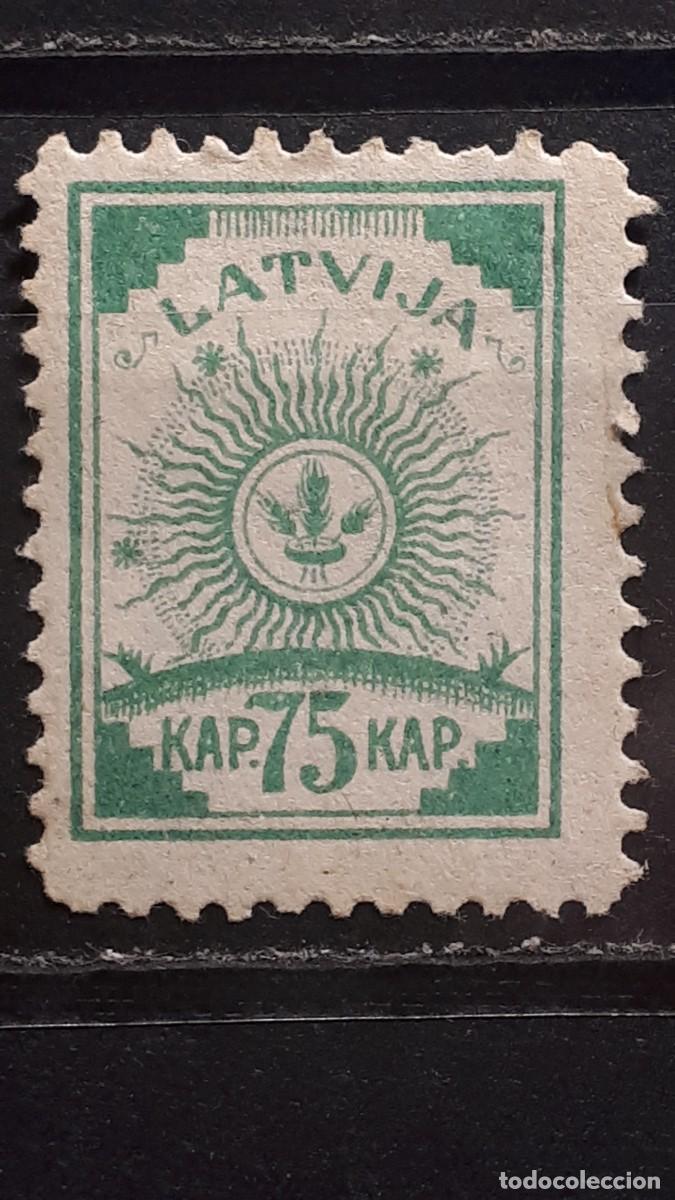 LATVIJA
KAP. 75 KAP.
todocoleccion